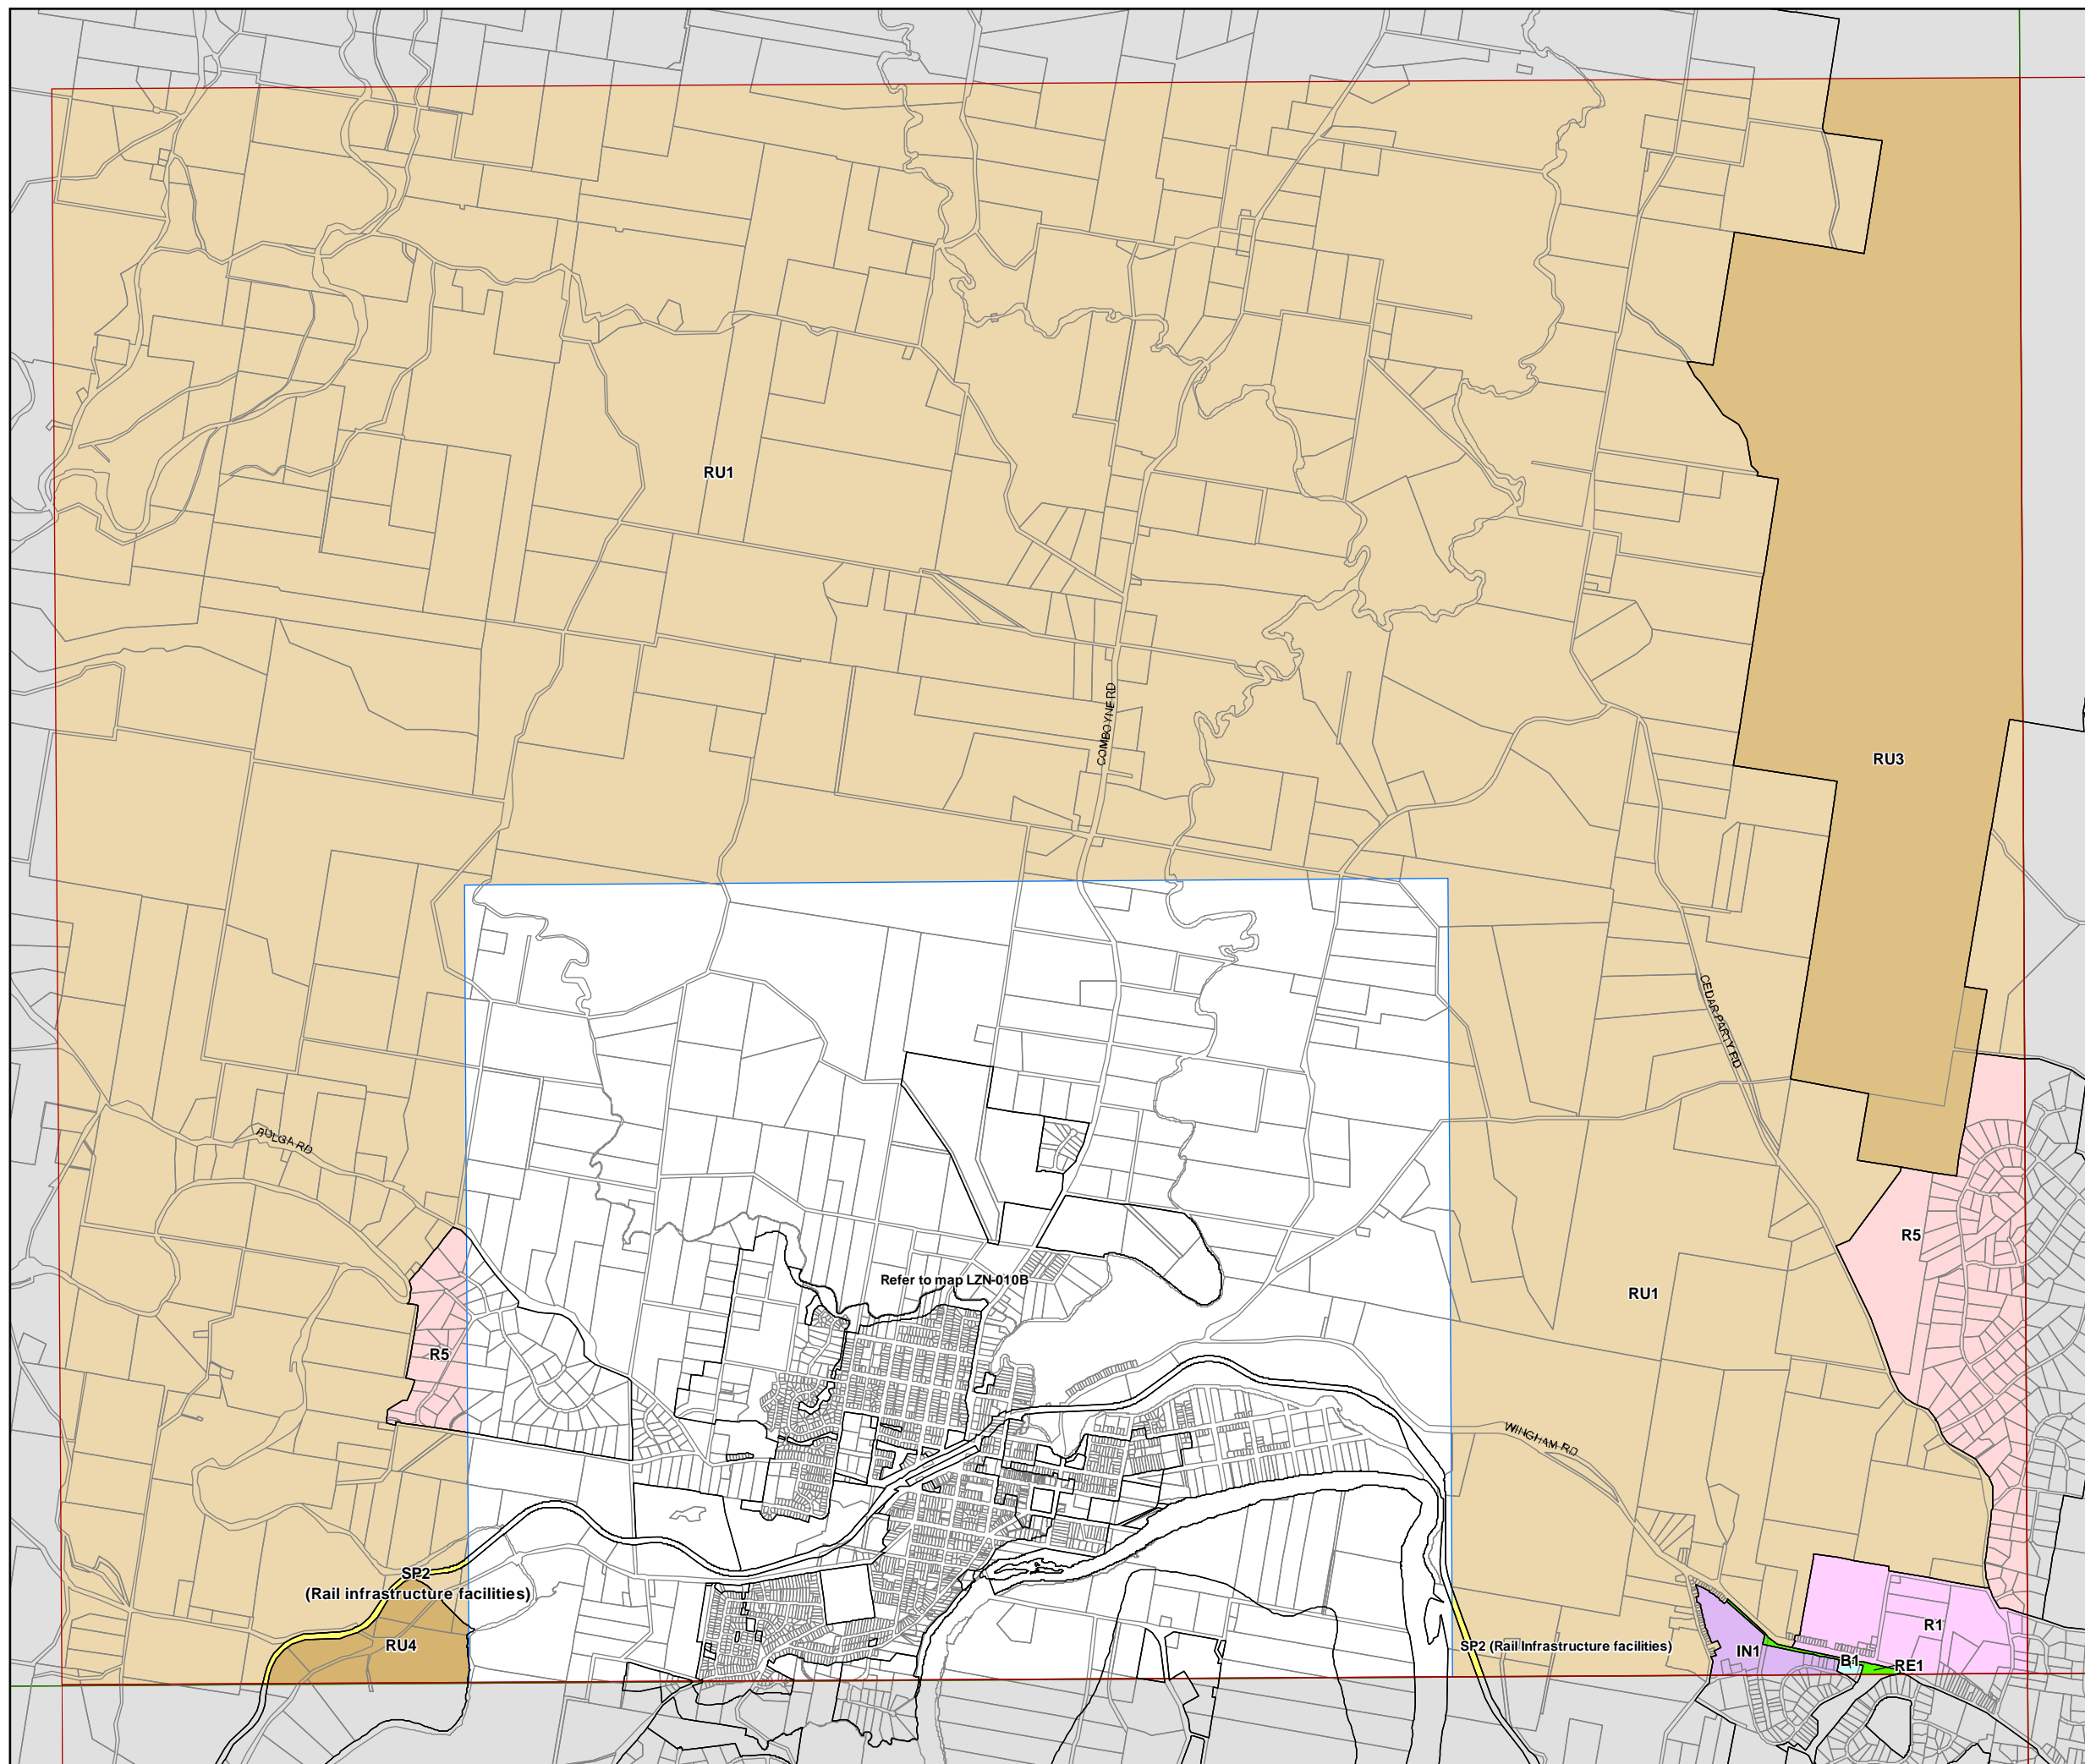 RU1
COMBOYNE RD
RU3
CEDAR PARTY RD
BULGA RD
R5
Refer to map LZN-010B
RU1
R5
WINGHAM RD
SP2
(Rail infrastructure facilities)
RU4
SP2 (Rail Infrastructure facilities)
IN1
R1
B1
RE1